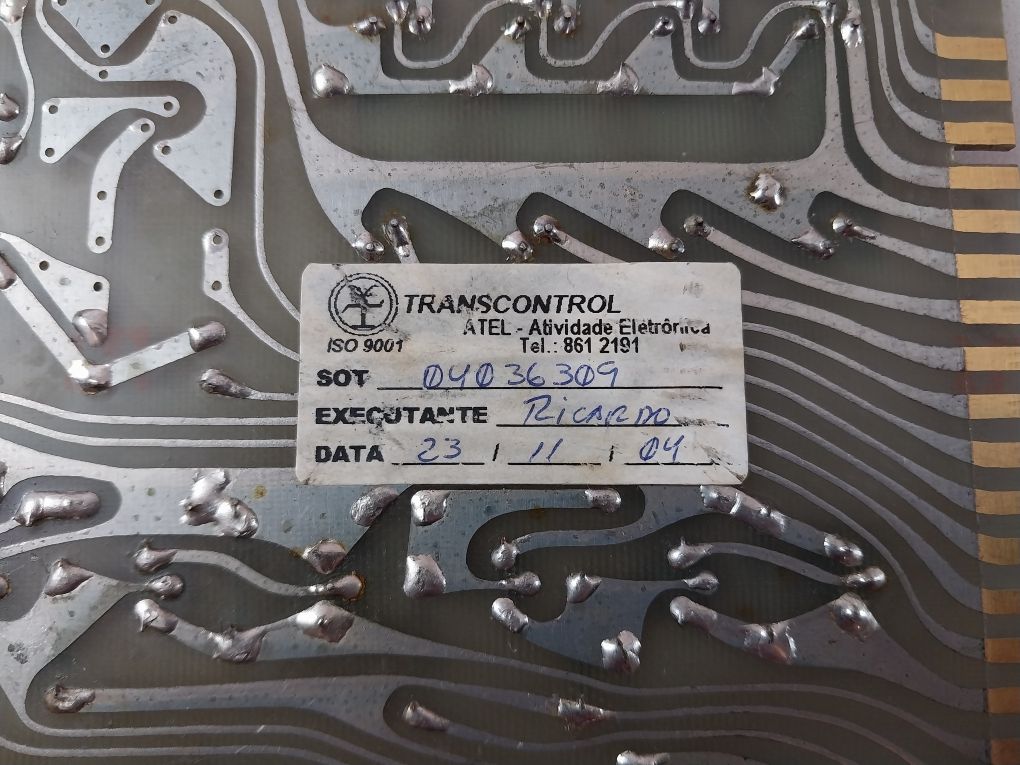 TRANSCONTROL
ATEL - Atividade Eletrônica
ISO 9001
Tel.: 861 2191
SOT 04036309
EXECUTANTE RICARDO
DATA 23 / 11 / 04